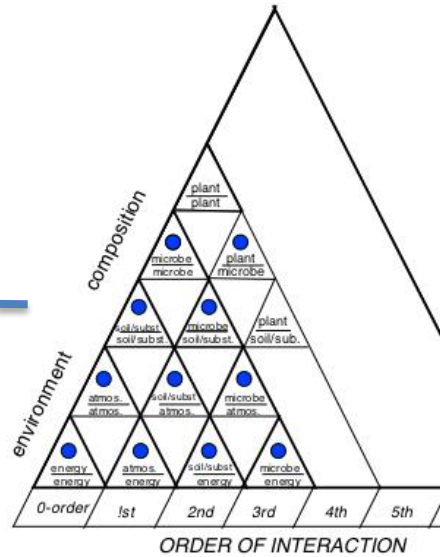 plant
plant
composition
microbe
microbe
plant
microbe
soil/subst
soil/subst.
microbe
soil/subst.
plant
soil/sub.
environment
atmos.
atmos.
soil/subst
atmos.
microbe
atmos.
energy
energy
atmos.
energy
soil/subst
energy
microbe
energy
0-order
!st
2nd
3rd
4th
5th
ORDER OF INTERACTION